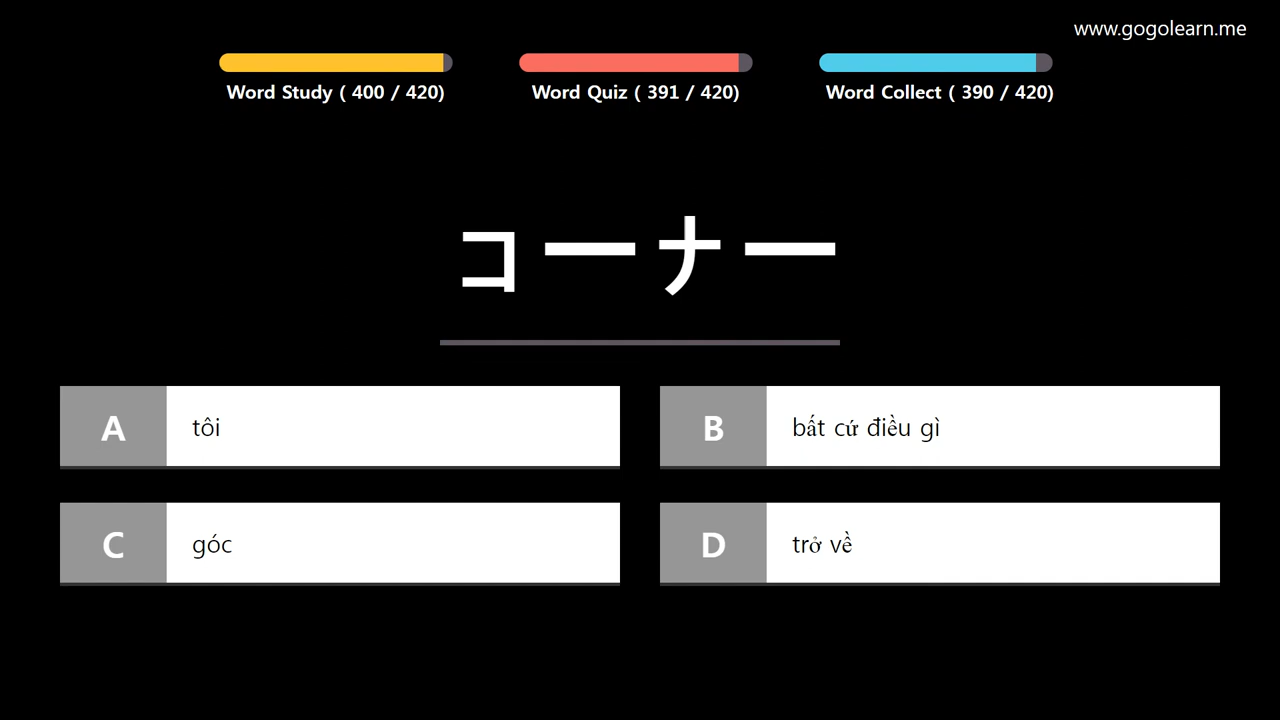 www.gogolearn.me
Word Study ( 400 / 420)
Word Quiz ( 391 / 420)
Word Collect ( 390 / 420)
コーナー
A tôi
B bất cứ điều gì
C góc
D trở về